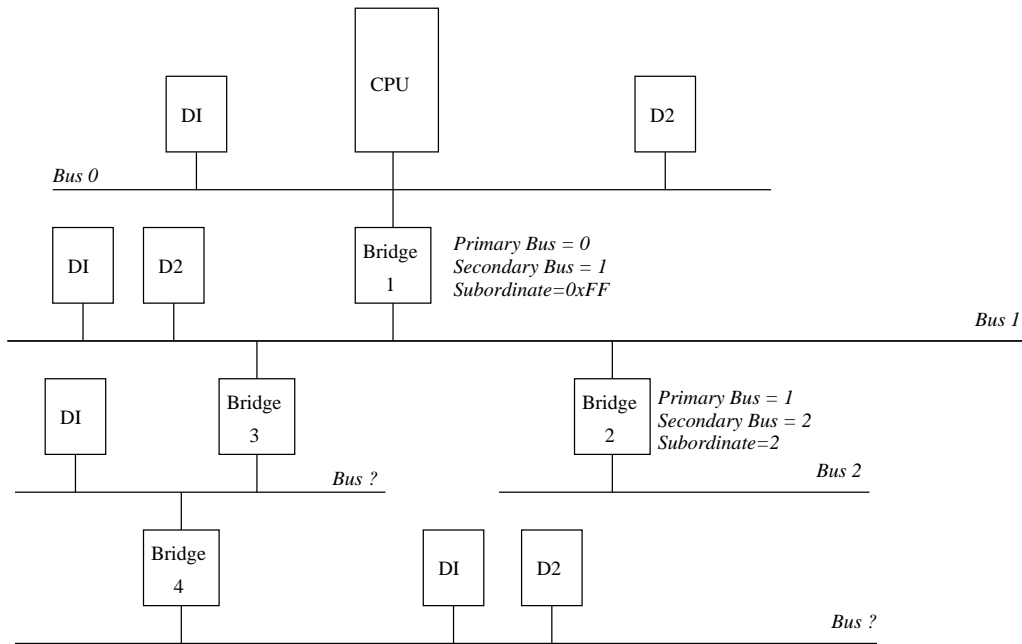 CPU
DI
D2
Bus 0
Bridge
1
Primary Bus = 0
Secondary Bus = 1
Subordinate=0xFF
DI
D2
Bus 1
DI
Bridge
3
Bridge
2
Primary Bus = 1
Secondary Bus = 2
Subordinate=2
Bus ?
Bus 2
Bridge
4
DI
D2
Bus ?